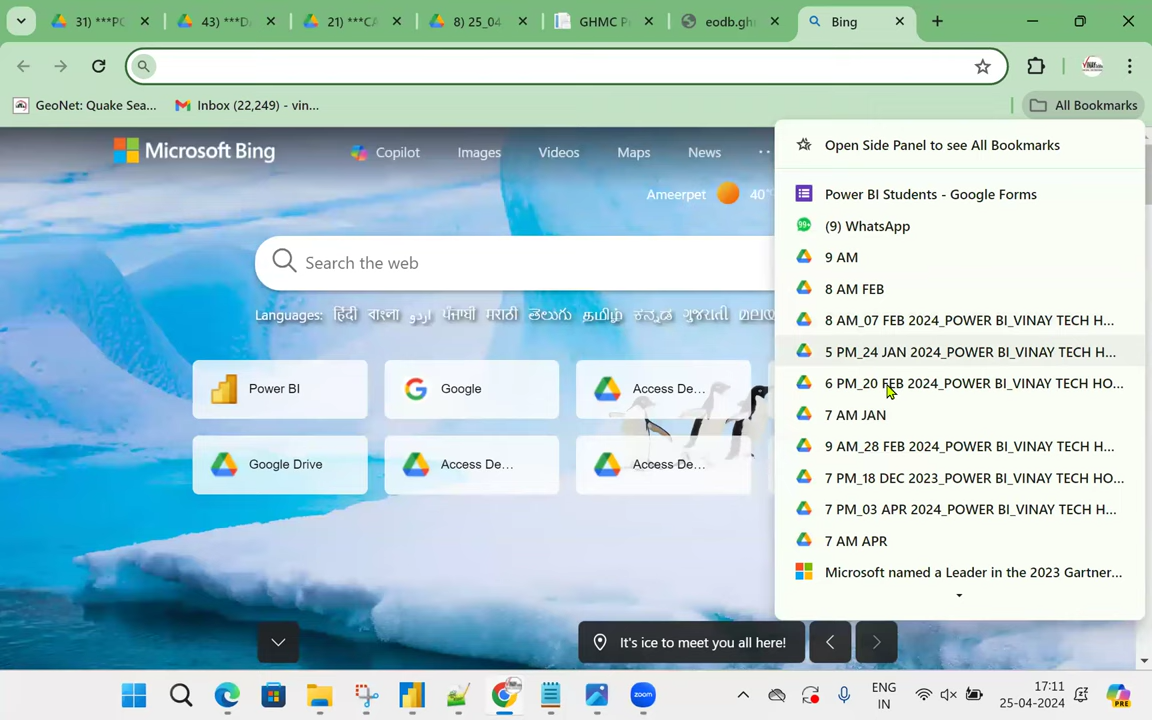 31) ***PC
43) ***D
21) ***CA
8) 25_04
GHMC P
eodb.gh
Bing
GeoNet: Quake Sea...
Inbox (22,249) - vin...
All Bookmarks
Microsoft Bing
Copilot
Images
Videos
Maps
News
Ameerpet
40°
Search the web
Languages: हिंदी বাংলা اردو ਪੰਜਾਬੀ मराठी తెలుగు தமிழ் ಕನ್ನಡ ગુજરાતી
Power BI
Google
Access De...
Google Drive
Access De...
Access De...
It's ice to meet you all here!
Open Side Panel to see All Bookmarks
Power BI Students - Google Forms
99+
(9) WhatsApp
9 AM
8 AM FEB
8 AM_07 FEB 2024_POWER BI_VINAY TECH H...
5 PM_24 JAN 2024_POWER BI_VINAY TECH H...
6 PM_20 FEB 2024_POWER BI_VINAY TECH HO...
7 AM JAN
9 AM_28 FEB 2024_POWER BI_VINAY TECH H...
7 PM_18 DEC 2023_POWER BI_VINAY TECH HO...
7 PM_03 APR 2024_POWER BI_VINAY TECH H...
7 AM APR
Microsoft named a Leader in the 2023 Gartner...
zoom
ENG
IN
17:11
25-04-2024
PRE